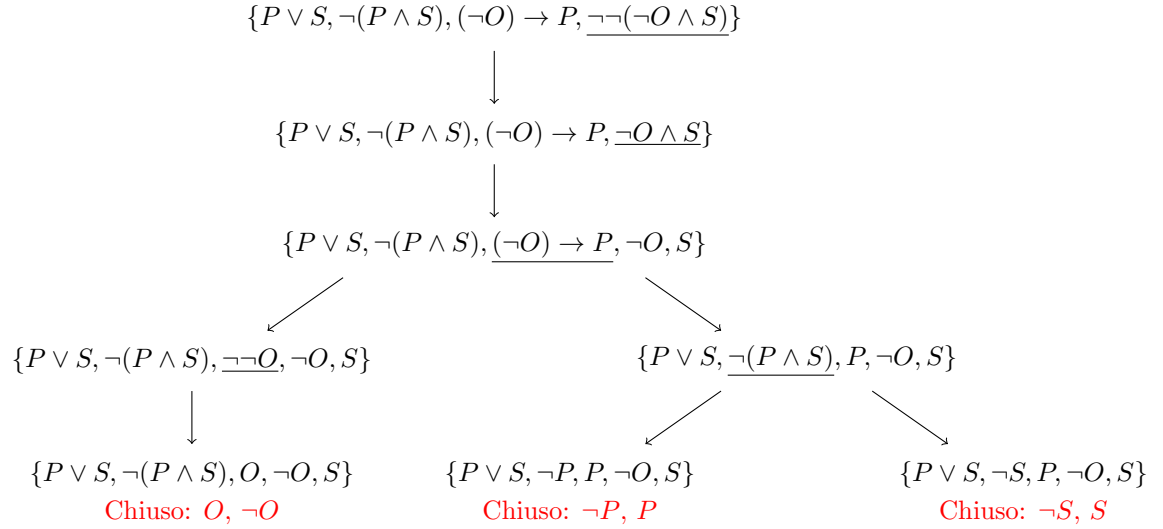 {P ∨ S, ¬(P ∧ S), (¬O) → P, ¬¬(¬O ∧ S)}
{P ∨ S, ¬(P ∧ S), (¬O) → P, ¬O ∧ S}
{P ∨ S, ¬(P ∧ S), (¬O) → P, ¬O, S}
{P ∨ S, ¬(P ∧ S), ¬¬O, ¬O, S}
{P ∨ S, ¬(P ∧ S), P, ¬O, S}
{P ∨ S, ¬(P ∧ S), O, ¬O, S}
Chiuso: O, ¬O
{P ∨ S, ¬P, P, ¬O, S}
Chiuso: ¬P, P
{P ∨ S, ¬S, P, ¬O, S}
Chiuso: ¬S, S